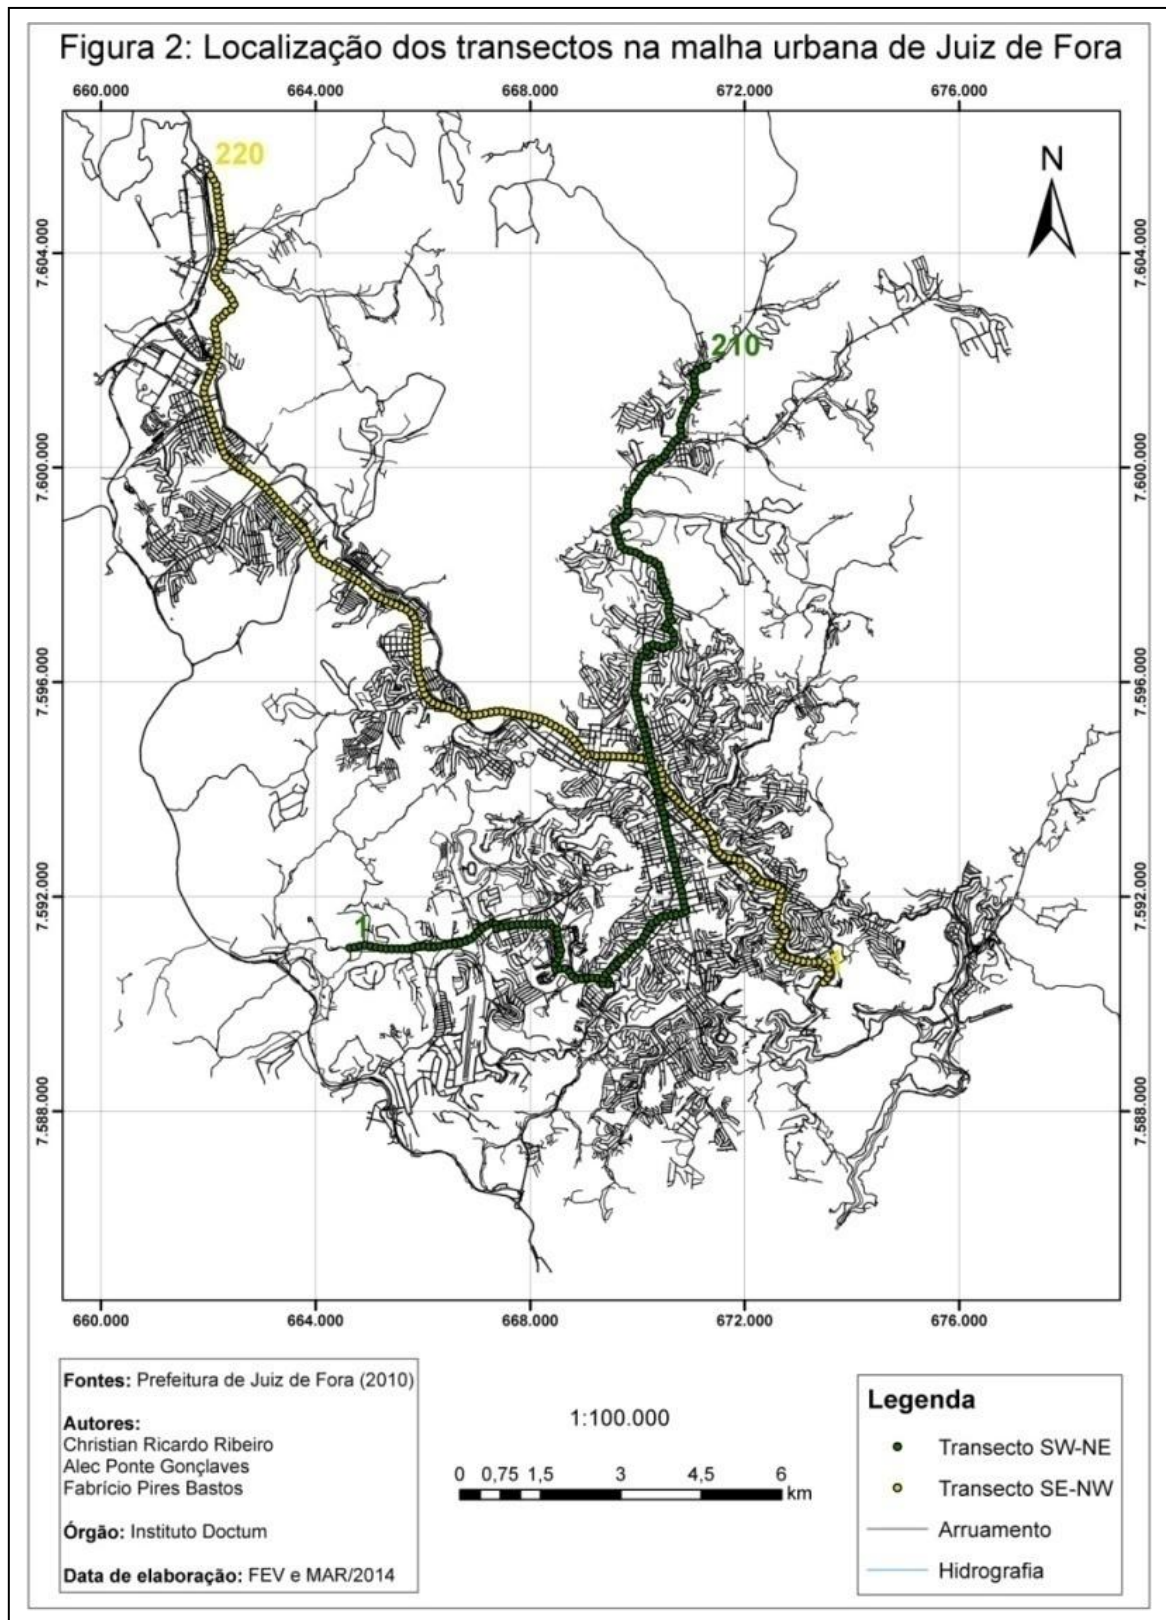 Figura 2: Localização dos transectos na malha urbana de Juiz de Fora
660.000 664.000 668.000 672.000 676.000
220
N
7.604.000 7.604.000
210
7.600.000 7.600.000
7.596.000 7.596.000
7.592.000 7.592.000
1
1
7.588.000 7.588.000
660.000 664.000 668.000 672.000 676.000
Fontes: Prefeitura de Juiz de Fora (2010)
Autores:
Christian Ricardo Ribeiro
Alec Ponte Gonçlaves
Fabrício Pires Bastos
Órgão: Instituto Doctum
Data de elaboração: FEV e MAR/2014
1:100.000
0 0,75 1,5 3 4,5 6
km
Legenda
Transecto SW-NE
Transecto SE-NW
Arruamento
Hidrografia